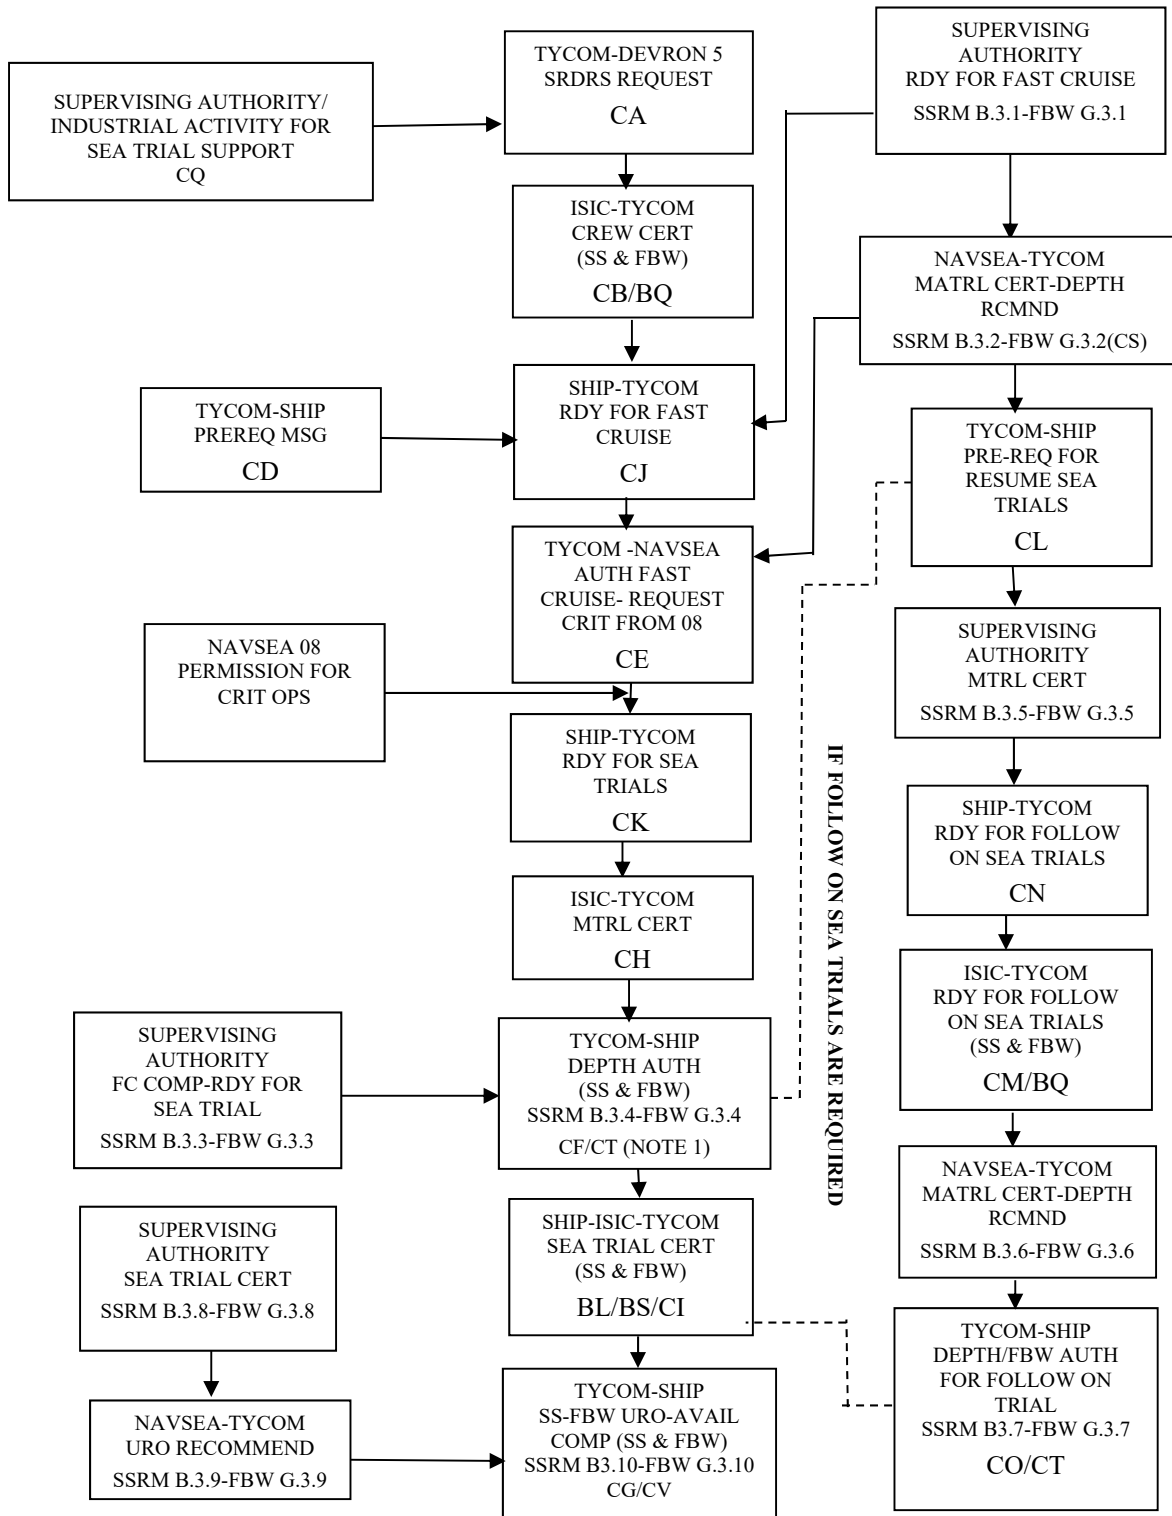 TYCOM-DEVRON 5
SRDRS REQUEST
CA
SUPERVISING
AUTHORITY
RDY FOR FAST CRUISE
SSRM B.3.1-FBW G.3.1
SUPERVISING AUTHORITY/
INDUSTRIAL ACTIVITY FOR
SEA TRIAL SUPPORT
CQ
ISIC-TYCOM
CREW CERT
(SS & FBW)
CB/BQ
NAVSEA-TYCOM
MATRL CERT-DEPTH
RCMND
SSRM B.3.2-FBW G.3.2(CS)
TYCOM-SHIP
PREREQ MSG
CD
SHIP-TYCOM
RDY FOR FAST
CRUISE
CJ
TYCOM-SHIP
PRE-REQ FOR
RESUME SEA
TRIALS
CL
TYCOM -NAVSEA
AUTH FAST
CRUISE- REQUEST
CRIT FROM 08
CE
NAVSEA 08
PERMISSION FOR
CRIT OPS
SUPERVISING
AUTHORITY
MTRL CERT
SSRM B.3.5-FBW G.3.5
SHIP-TYCOM
RDY FOR SEA
TRIALS
CK
IF FOLLOW ON SEA TRIALS ARE REQUIRED
SHIP-TYCOM
RDY FOR FOLLOW
ON SEA TRIALS
CN
ISIC-TYCOM
MTRL CERT
CH
ISIC-TYCOM
RDY FOR FOLLOW
ON SEA TRIALS
(SS & FBW)
CM/BQ
SUPERVISING
AUTHORITY
FC COMP-RDY FOR
SEA TRIAL
SSRM B.3.3-FBW G.3.3
TYCOM-SHIP
DEPTH AUTH
(SS & FBW)
SSRM B.3.4-FBW G.3.4
CF/CT (NOTE 1)
NAVSEA-TYCOM
MATRL CERT-DEPTH
RCMND
SSRM B.3.6-FBW G.3.6
SUPERVISING
AUTHORITY
SEA TRIAL CERT
SSRM B.3.8-FBW G.3.8
SHIP-ISIC-TYCOM
SEA TRIAL CERT
(SS & FBW)
BL/BS/CI
TYCOM-SHIP
DEPTH/FBW AUTH
FOR FOLLOW ON
TRIAL
SSRM B3.7-FBW G.3.7
CO/CT
NAVSEA-TYCOM
URO RECOMMEND
SSRM B.3.9-FBW G.3.9
TYCOM-SHIP
SS-FBW URO-AVAIL
COMP (SS & FBW)
SSRM B3.10-FBW G.3.10
CG/CV